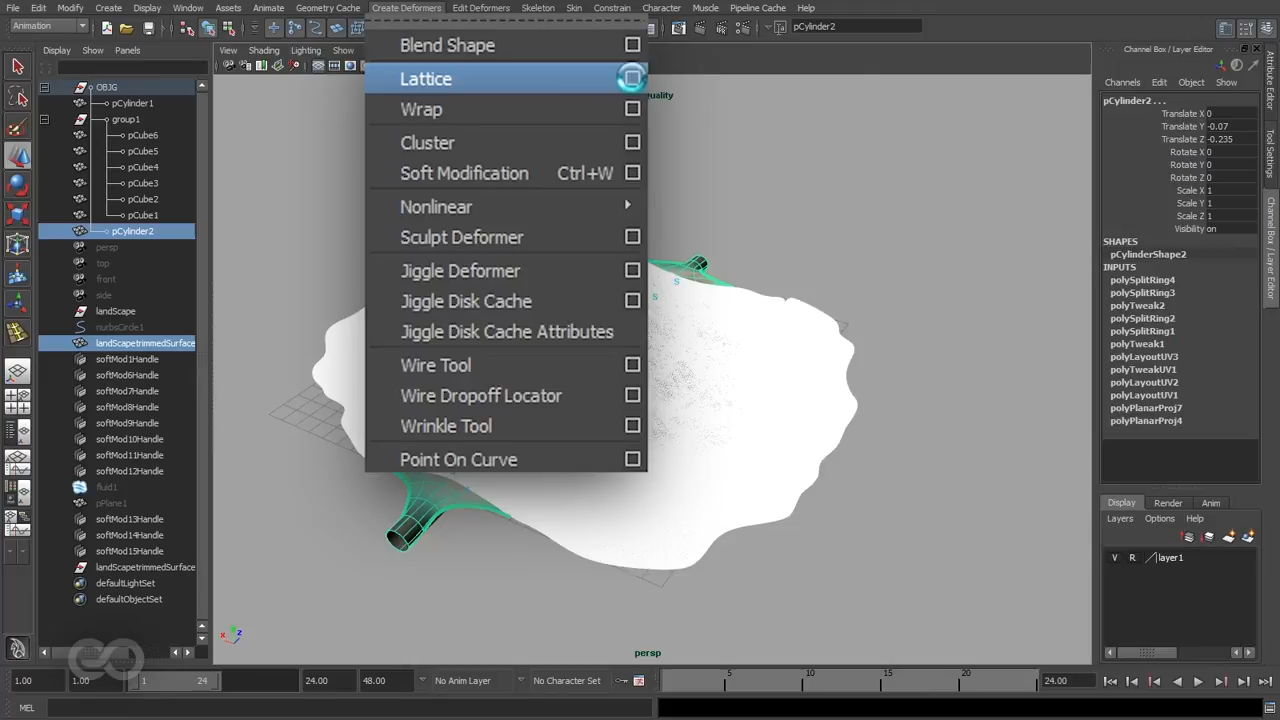 File Edit Modify Create Display Window Assets Animate Geometry Cache Create Deformers Edit Deformers Skeleton Skin Constrain Character Muscle Pipeline Cache Help
Animation
pCylinder2
Display Show Panels
View Shading Lighting Show
Channel Box / Layer Editor
Channels Edit Object Show
OBJG
pCylinder1
group1
pCube6
pCube5
pCube4
pCube3
pCube2
pCube1
pCylinder2
persp
top
front
side
landScape
nurbsCircle1
landScapetrimmedSurface
softMod1Handle
softMod6Handle
softMod7Handle
softMod8Handle
softMod9Handle
softMod10Handle
softMod11Handle
softMod12Handle
fluid1
pPlane1
softMod13Handle
softMod14Handle
softMod15Handle
landScapetrimmedSurface
defaultLightSet
defaultObjectSet
Blend Shape
Lattice
Wrap
Cluster
Soft Modification Ctrl+W
Nonlinear
Sculpt Deformer
Jiggle Deformer
Jiggle Disk Cache
Jiggle Disk Cache Attributes
Wire Tool
Wire Dropoff Locator
Wrinkle Tool
Point On Curve
uality
S
S
x z
persp
pCylinder2 . . .
Translate X 0
Translate Y -0.07
Translate Z -0.235
Rotate X 0
Rotate Y 0
Rotate Z 0
Scale X 1
Scale Y 1
Scale Z 1
Visibility on
SHAPES
pCylinderShape2
INPUTS
polySplitRing4
polySplitRing3
polyTweak2
polySplitRing2
polySplitRing1
polyTweak1
polyLayoutUV3
polyTweakUV1
polyLayoutUV2
polyLayoutUV1
polyPlanarProj7
polyPlanarProj4
Display Render Anim
Layers Options Help
V R layer1
Attribute Editor
Tool Settings
Channel Box / Layer Editor
1.00 1.00 1 24 24.00 48.00 No Anim Layer No Character Set 5 10 15 20 24.00
MEL